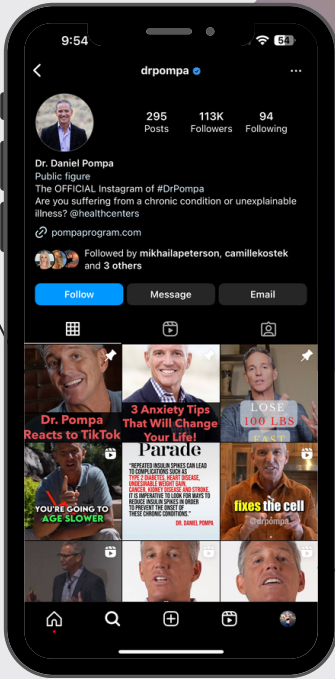 9:54
54
drpompa
295
113K
94
Posts
Followers
Following
Dr. Daniel Pompa
Public figure
The OFFICIAL Instagram of #DrPompa
Are you suffering from a chronic condition or unexplainable
illness? @healthcenters
pompaprogram.com
Followed by mikhailapeterson, camillekostek
and 3 others
Follow
Message
Email
Dr. Pompa
Reacts to TikTok
3 Anxiety Tips
That Will Change
Your Life!
LOSE
100 LBS
FAST
YOU'RE GOING TO
AGE SLOWER
Parade
"REPEATED INSULIN SPIKES CAN LEAD
TO COMPLICATIONS SUCH AS
TYPE 2 DIABETES, HEART DISEASE,
UNDESIRABLE WEIGHT GAIN,
CANCER, KIDNEY DISEASE AND STROKE.
IT IS IMPERATIVE TO LOOK FOR WAYS TO
REDUCE INSULIN SPIKES IN ORDER
TO PREVENT THE ONSET OF
THESE CHRONIC CONDITIONS."
DR. DANIEL POMPA
fixes the cell
@drpompa